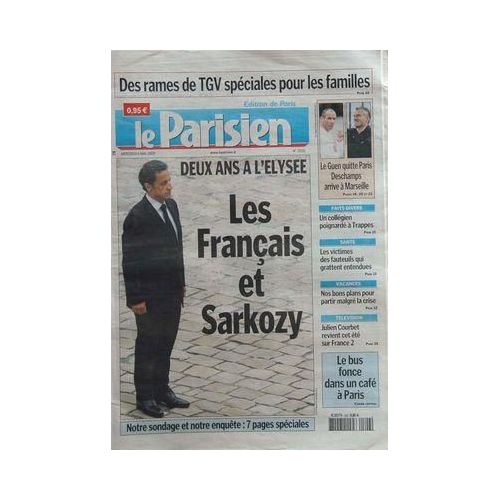 Des rames de TGV spéciales pour les familles
0,95 €
Edition de Paris
le Parisien
DEUX ANS A L'ELYSEE
Les
Français
et
Sarkozy
Notre sondage et notre enquête : 7 pages spéciales
Le Guen quitte Paris
Deschamps
arrive à Marseille
FAITS DIVERS
Un collégien
poignardé à Trappes
SANTE
Les victimes
des fauteuils qui
grattent entendues
VACANCES
Nos bons plans pour
partir malgré la crise
TELEVISION
Julien Courbet
revient cet été
sur France 2
Le bus
fonce
dans un café
à Paris